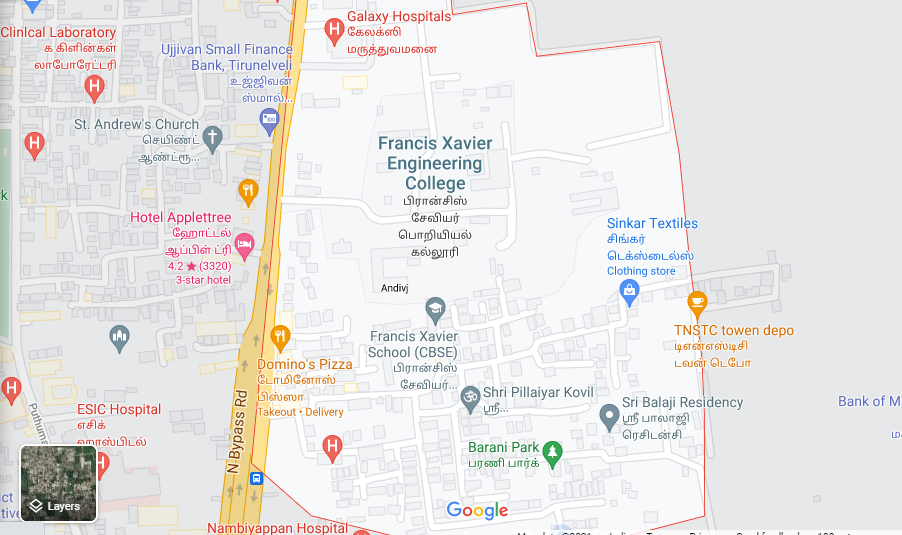 Galaxy Hospitals
கேலக்ஸி
மருத்துவமனை
Clinlcal Laboratory
க கிளின்கள்
லாபோரேட்டரி
Ujjivan Small Finance
Bank, Tirunelveli
உஜ்ஜிவன்
ஸ்மால்...
St. Andrew's Church
செயிண்ட்
ஆண்ட்ரூ...
Francis Xavier
Engineering
College
பிரான்சிஸ்
சேவியர்
பொறியியல்
கல்லூரி
Hotel Appletree
ஹோட்டல்
ஆப்பிள் ட்ரி
4.2 ★ (3320)
3-star hotel
Sinkar Textiles
சிங்கர்
டெக்ஸ்டைல்ஸ்
Clothing store
Andivj
Francis Xavier
School (CBSE)
பிரான்சிஸ்
சேவியர்...
TNSTC towen depo
டிஎன்எஸ்டிசி
டவன் டெபோ
Domino's Pizza
டோமினோஸ்
பிஸ்ஸா
Takeout • Delivery
Shri Pillaiyar Kovil
ஸ்ரீ...
Sri Balaji Residency
ஸ்ரீ பாலாஜி
ரெசிடன்சி
Bank of Ma
ESIC Hospital
எசிக்
ஹாஸ்பிடல்
N Bypass Rd
Puthuma
Barani Park
பரணி பார்க்
Layers
Google
Nambiyappan Hospital